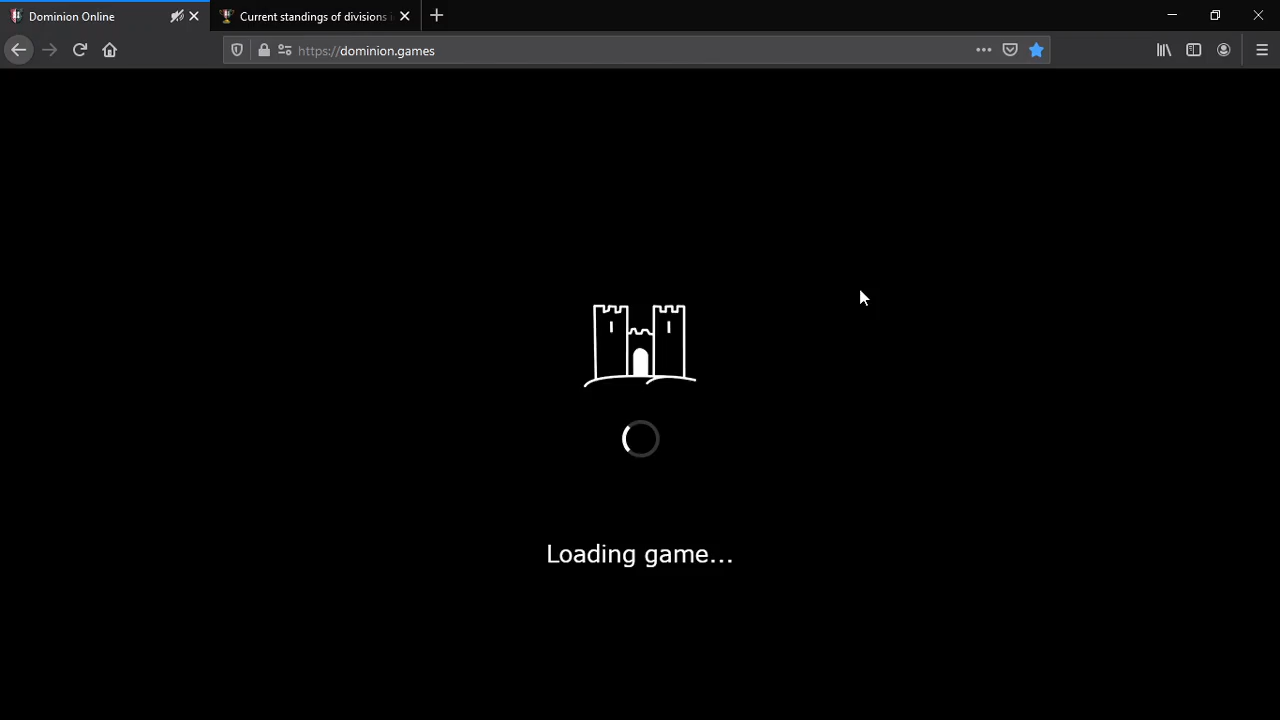 Dominion Online
Current standings of divisions
https://dominion.games
Loading game...